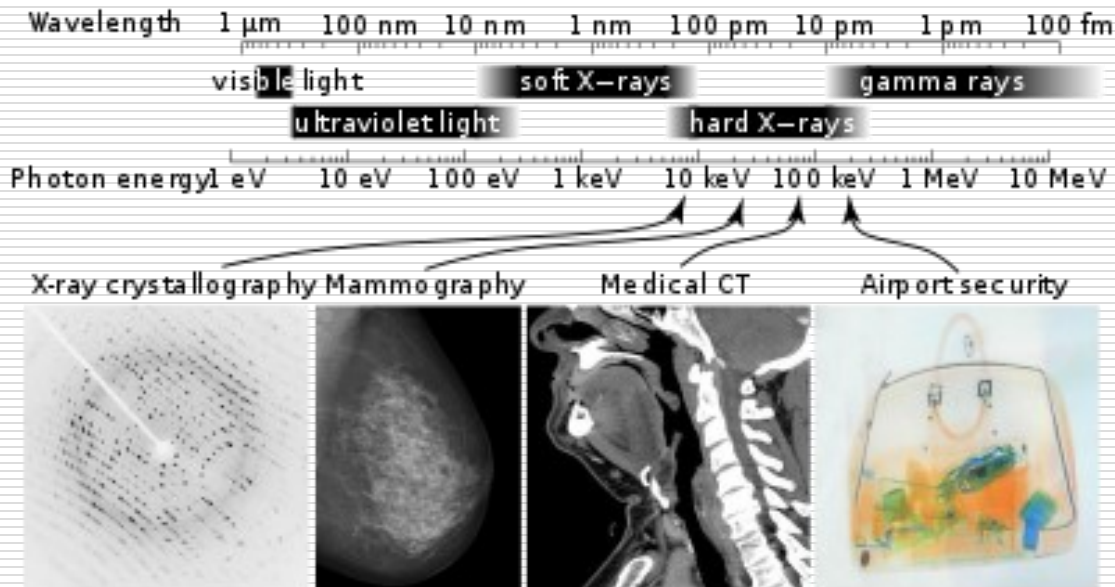 Wavelength 1 µm 100 nm 10 nm 1 nm 100 pm 10 pm 1 pm 100 fm
visible light soft X–rays gamma rays
ultraviolet light hard X–rays
Photon energy 1 eV 10 eV 100 eV 1 keV 10 keV 100 keV 1 MeV 10 MeV
X-ray crystallography Mammography Medical CT Airport security